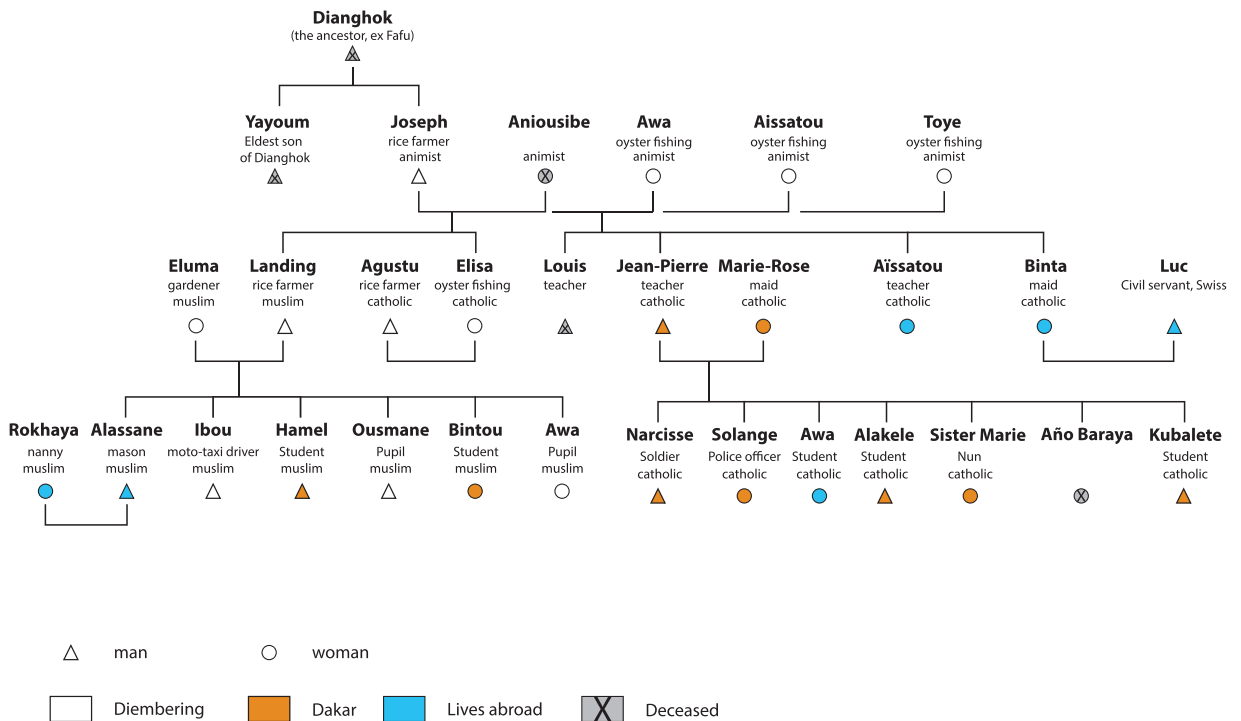 Dianghok
(the ancestor, ex Fafu)
Yayoum
Eldest son
of Dianghok
Joseph
rice farmer
animist
Aniousibe
animist
Awa
oyster fishing
animist
Aissatou
oyster fishing
animist
Toye
oyster fishing
animist
Eluma
gardener
muslim
Landing
rice farmer
muslim
Agustu
rice farmer
catholic
Elisa
oyster fishing
catholic
Louis
teacher
Jean-Pierre
teacher
catholic
Marie-Rose
maid
catholic
Aïssatou
teacher
catholic
Binta
maid
catholic
Luc
Civil servant, Swiss
Rokhaya
nanny
muslim
Alassane
mason
muslim
Ibou
moto-taxi driver
muslim
Hamel
Student
muslim
Ousmane
Pupil
muslim
Bintou
Student
muslim
Awa
Pupil
muslim
Narcisse
Soldier
catholic
Solange
Police officer
catholic
Awa
Student
catholic
Alakele
Student
catholic
Sister Marie
Nun
catholic
Año Baraya
Kubalete
Student
catholic
man
woman
Diembering
Dakar
Lives abroad
Deceased